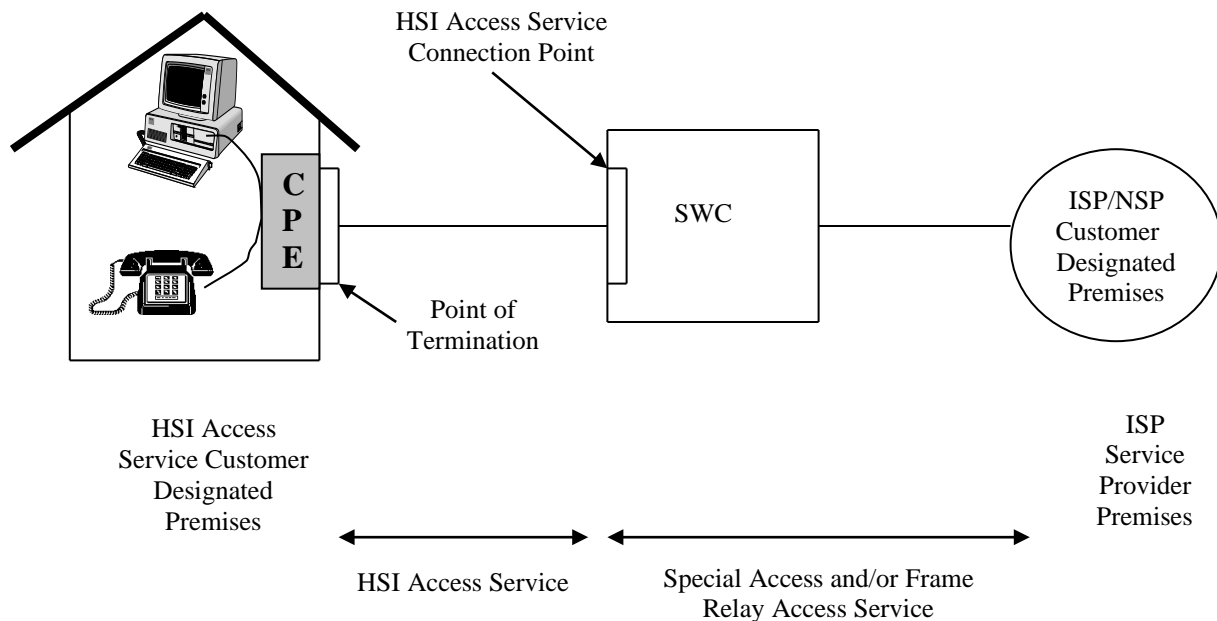 HSI Access Service
Connection Point
C
P
E
SWC
ISP/NSP
Customer
Designated
Premises
Point of
Termination
HSI Access
Service Customer
Designated
Premises
ISP
Service
Provider
Premises
HSI Access Service
Special Access and/or Frame
Relay Access Service